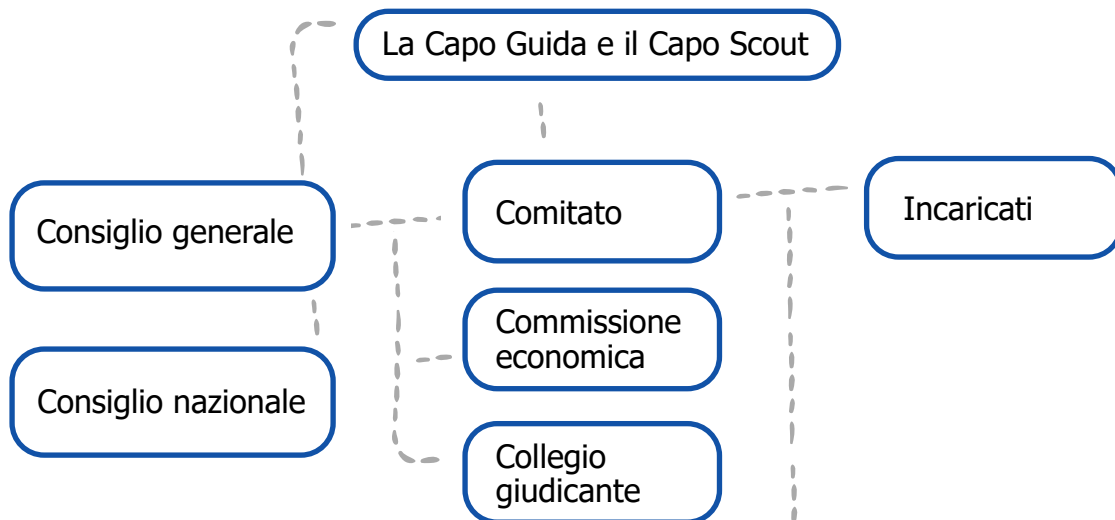 La Capo Guida e il Capo Scout
Consiglio generale
Comitato
Incaricati
Commissione
economica
Consiglio nazionale
Collegio
giudicante